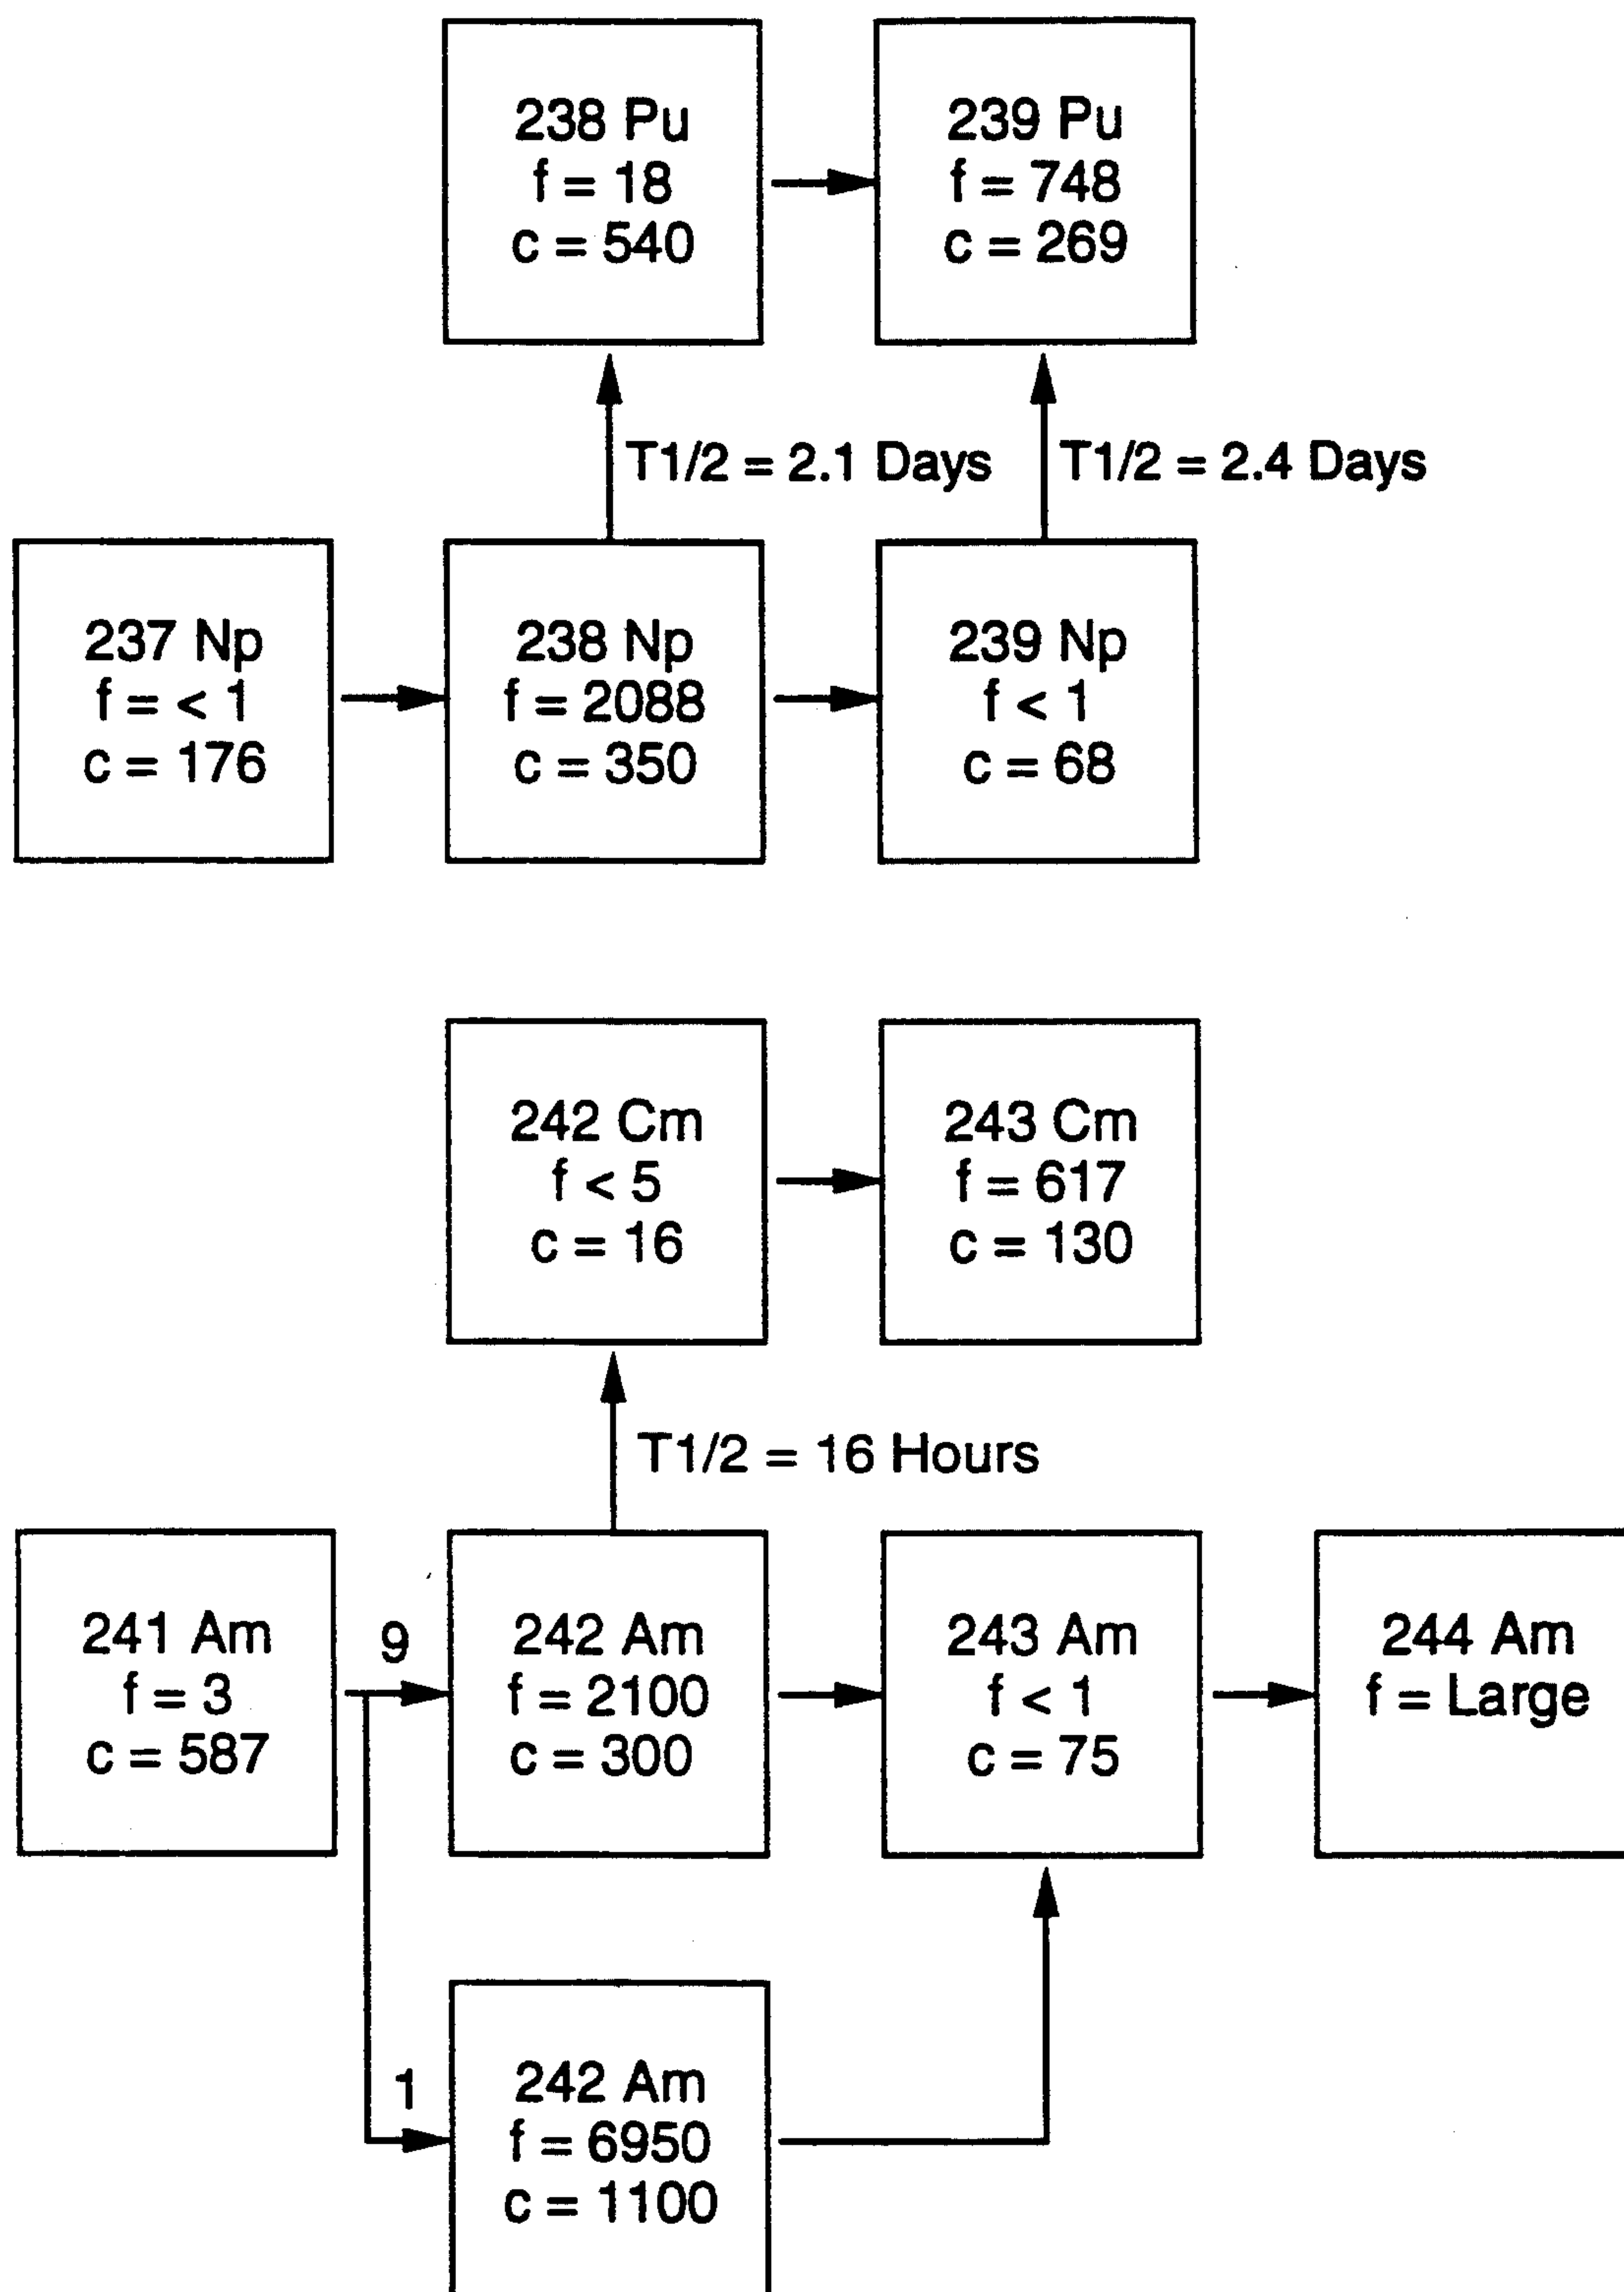 238 Pu
f = 18
c = 540
239 Pu
f = 748
c = 269
T1/2 = 2.1 Days
T1/2 = 2.4 Days
237 Np
f = < 1
c = 176
238 Np
f = 2088
c = 350
239 Np
f < 1
c = 68
242 Cm
f < 5
c = 16
243 Cm
f = 617
c = 130
T1/2 = 16 Hours
241 Am
f = 3
c = 587
9
242 Am
f = 2100
c = 300
243 Am
f < 1
c = 75
244 Am
f = Large
1
242 Am
f = 6950
c = 1100